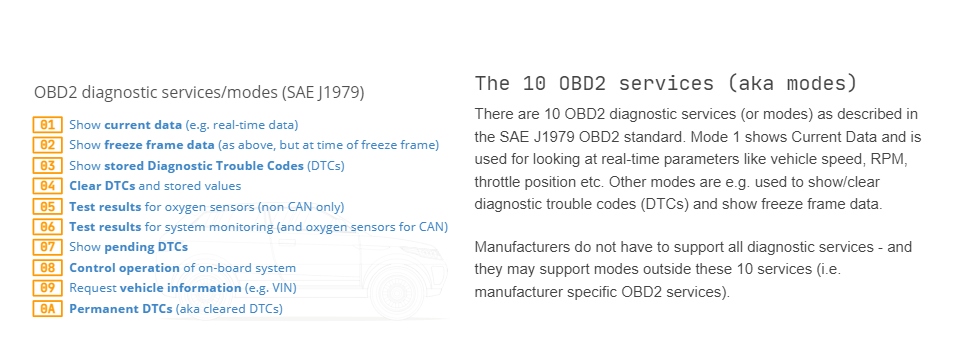 OBD2 diagnostic services/modes (SAE J1979)
01 Show current data (e.g. real-time data)
02 Show freeze frame data (as above, but at time of freeze frame)
03 Show stored Diagnostic Trouble Codes (DTCs)
04 Clear DTCs and stored values
05 Test results for oxygen sensors (non CAN only)
06 Test results for system monitoring (and oxygen sensors for CAN)
07 Show pending DTCs
08 Control operation of on-board system
09 Request vehicle information (e.g. VIN)
0A Permanent DTCs (aka cleared DTCs)
The 10 OBD2 services (aka modes)
There are 10 OBD2 diagnostic services (or modes) as described in
the SAE J1979 OBD2 standard. Mode 1 shows Current Data and is
used for looking at real-time parameters like vehicle speed, RPM,
throttle position etc. Other modes are e.g. used to show/clear
diagnostic trouble codes (DTCs) and show freeze frame data.
Manufacturers do not have to support all diagnostic services - and
they may support modes outside these 10 services (i.e.
manufacturer specific OBD2 services).